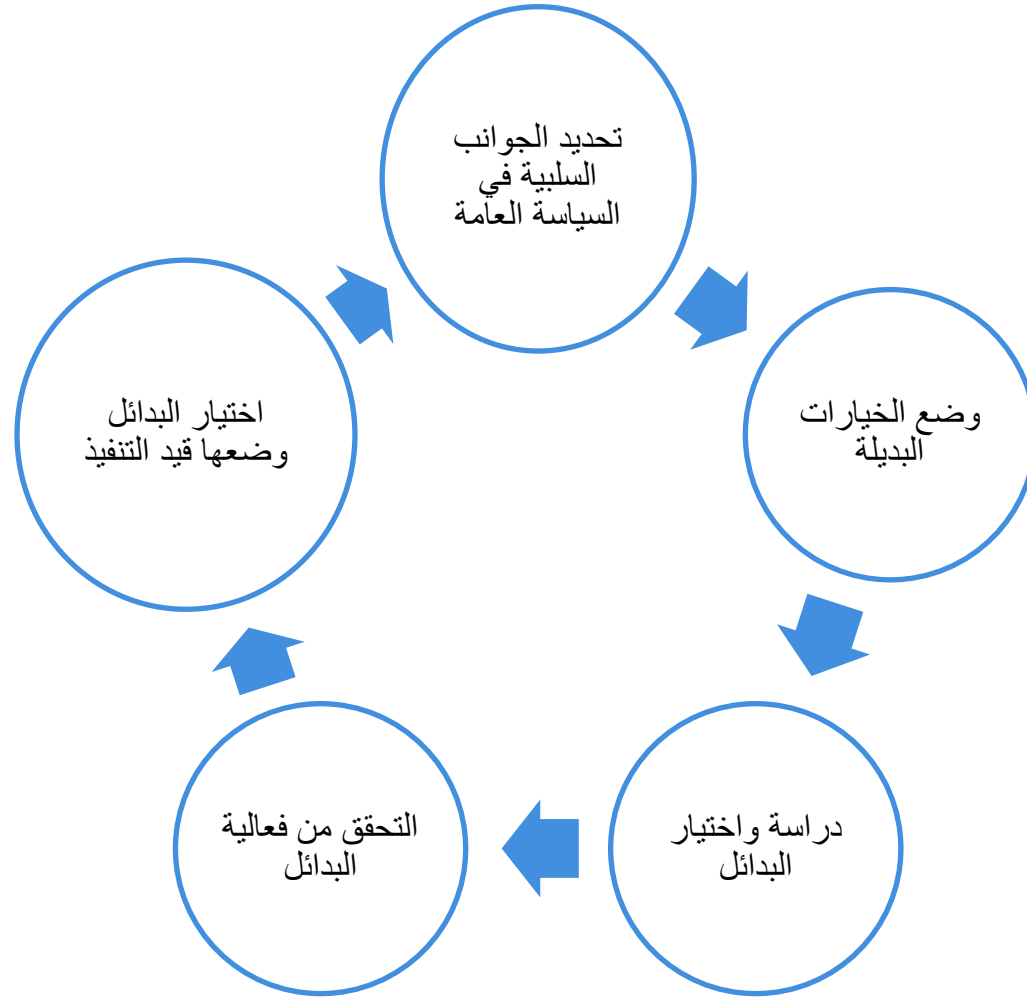 تحديد الجوانب
السلبية في
السياسة العامة
وضع الخيارات
البديلة
دراسة واختيار
البدائل
التحقق من فعالية
البدائل
اختيار البدائل
وضعها قيد التنفيذ